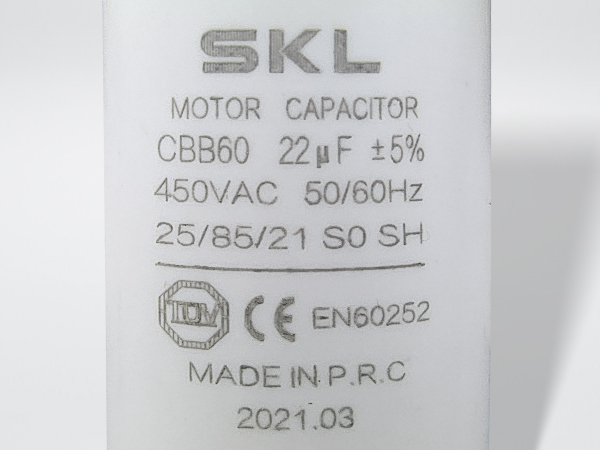 SKL
MOTOR CAPACITOR
CBB60 22μF ±5%
450VAC 50/60Hz
25/85/21 S0 SH
TÜV CE EN60252
MADE IN P.R.C
2021.03